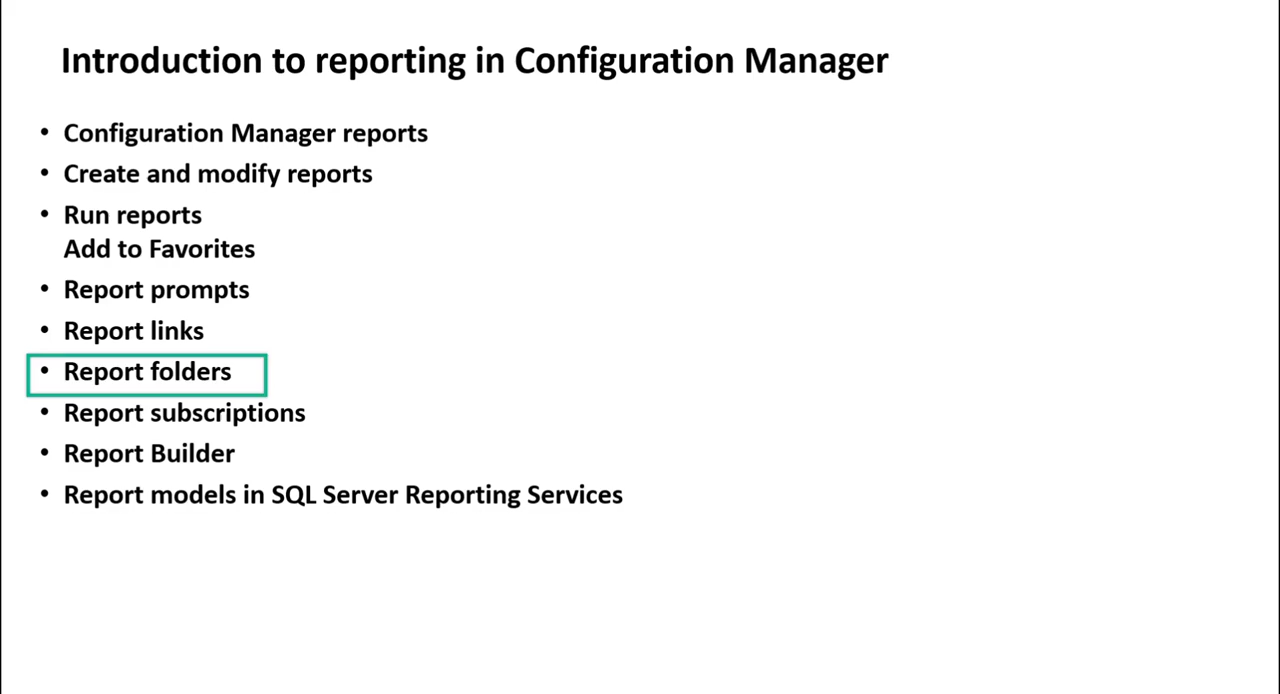 Introduction to reporting in Configuration Manager
• Configuration Manager reports
• Create and modify reports
• Run reports
Add to Favorites
• Report prompts
• Report links
• Report folders
• Report subscriptions
• Report Builder
• Report models in SQL Server Reporting Services